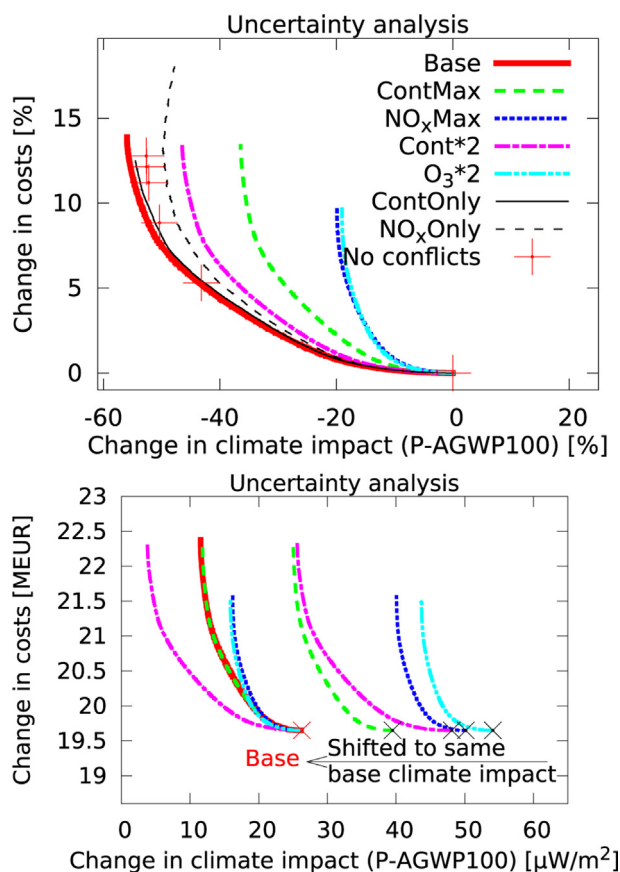 Uncertainty analysis
Change in costs [%]
15
10
5
0
Base
ContMax
NOₓMax
Cont*2
O₃*2
ContOnly
NOₓOnly
No conflicts
-60 -40 -20 0 20
Change in climate impact (P-AGWP100) [%]
Uncertainty analysis
Change in costs [MEUR]
23
22.5
22
21.5
21
20.5
20
19.5
19
Base
Shifted to same
base climate impact
0 10 20 30 40 50 60
Change in climate impact (P-AGWP100) [µW/m²]